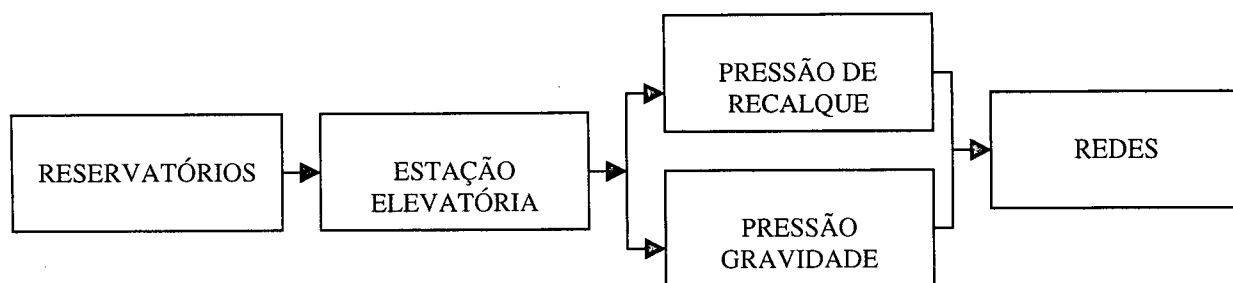 RESERVATÓRIOS
ESTAÇÃO
ELEVATÓRIA
PRESSÃO DE
RECALQUE
PRESSÃO
GRAVIDADE
REDES